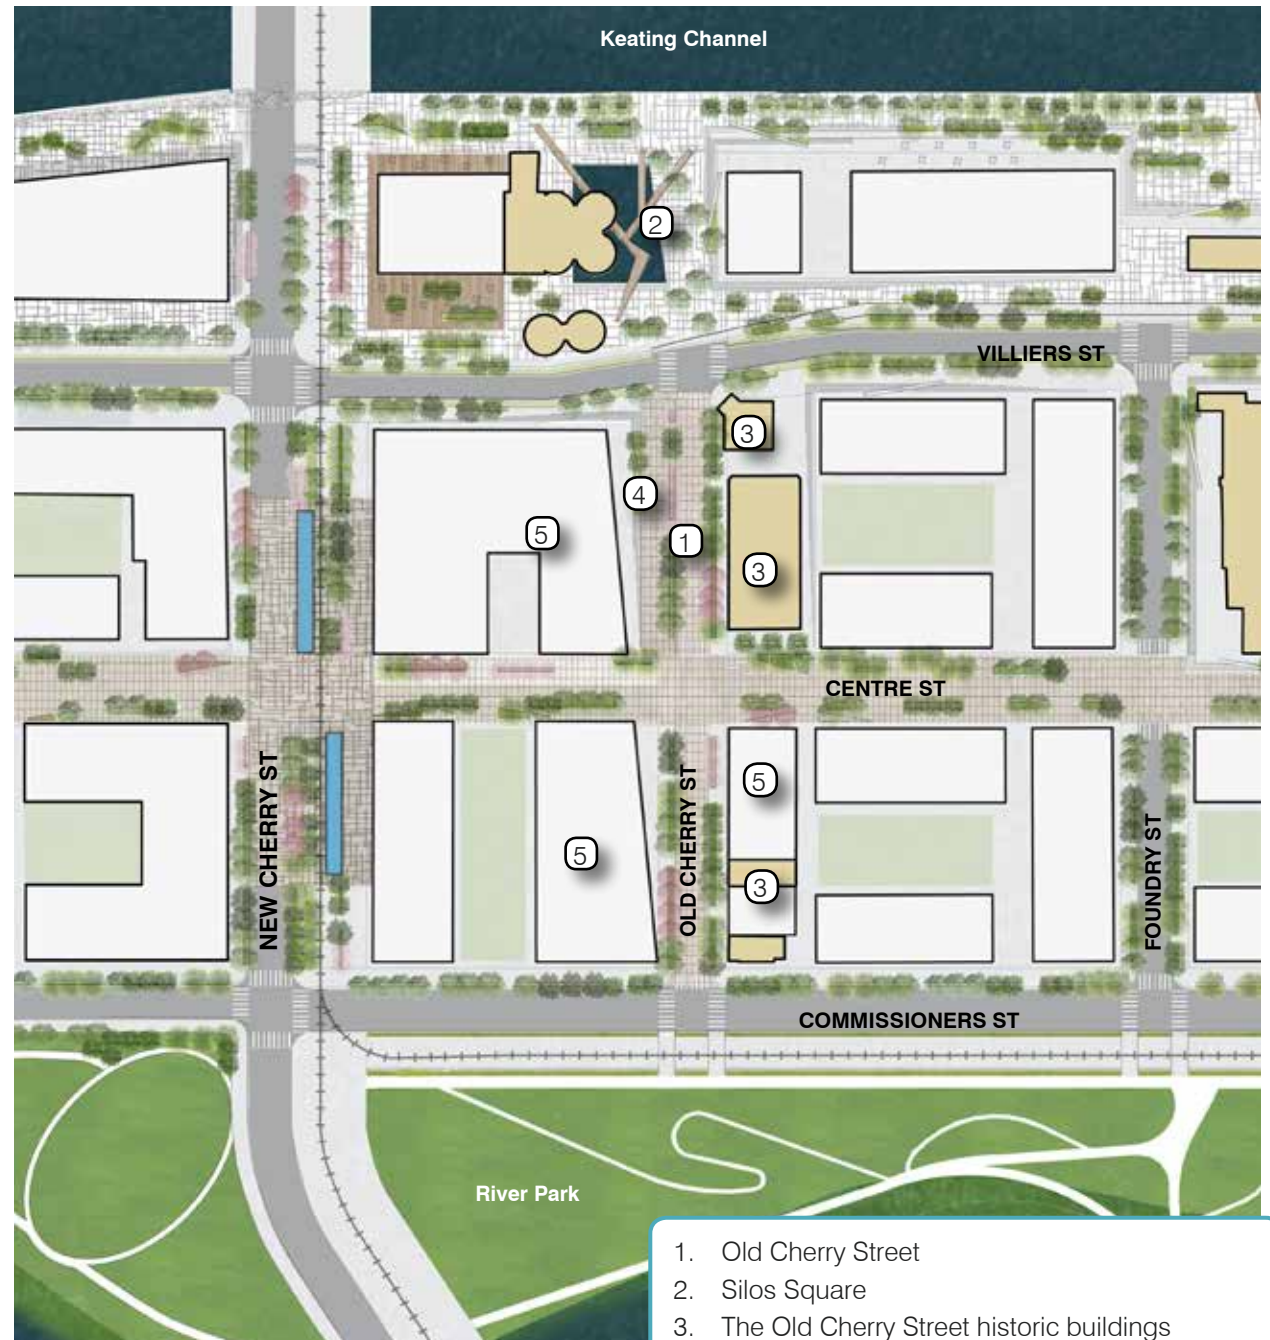 Keating Channel
2
VILLIERS ST
3
4
5
1
3
CENTRE ST
NEW CHERRY ST
OLD CHERRY ST
5
5
3
FOUNDRY ST
COMMISSIONERS ST
River Park
1. Old Cherry Street
2. Silos Square
3. The Old Cherry Street historic buildings